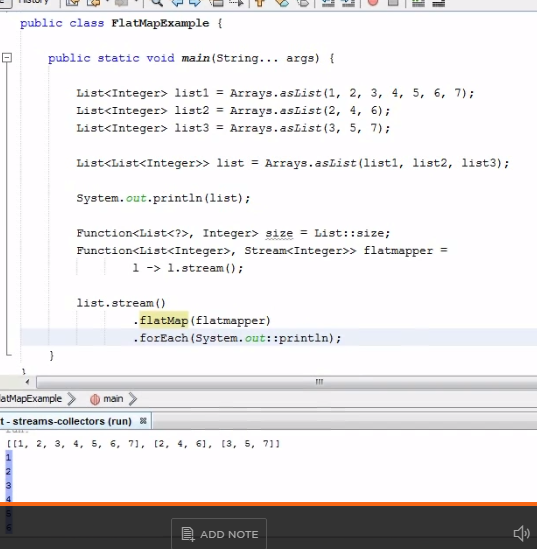 History
public class FlatMapExample {
public static void main(String... args) {
List<Integer> list1 = Arrays.asList(1, 2, 3, 4, 5, 6, 7);
List<Integer> list2 = Arrays.asList(2, 4, 6);
List<Integer> list3 = Arrays.asList(3, 5, 7);
List<List<Integer>> list = Arrays.asList(list1, list2, list3);
System.out.println(list);
Function<List<?>, Integer> size = List::size;
Function<List<Integer>, Stream<Integer>> flatmapper =
l -> l.stream();
list.stream()
.flatMap(flatmapper)
.forEach(System.out::println);
}
}
latMapExample main
t - streams-collectors (run)
run:
[[1, 2, 3, 4, 5, 6, 7], [2, 4, 6], [3, 5, 7]]
1
2
3
4
5
6
ADD NOTE